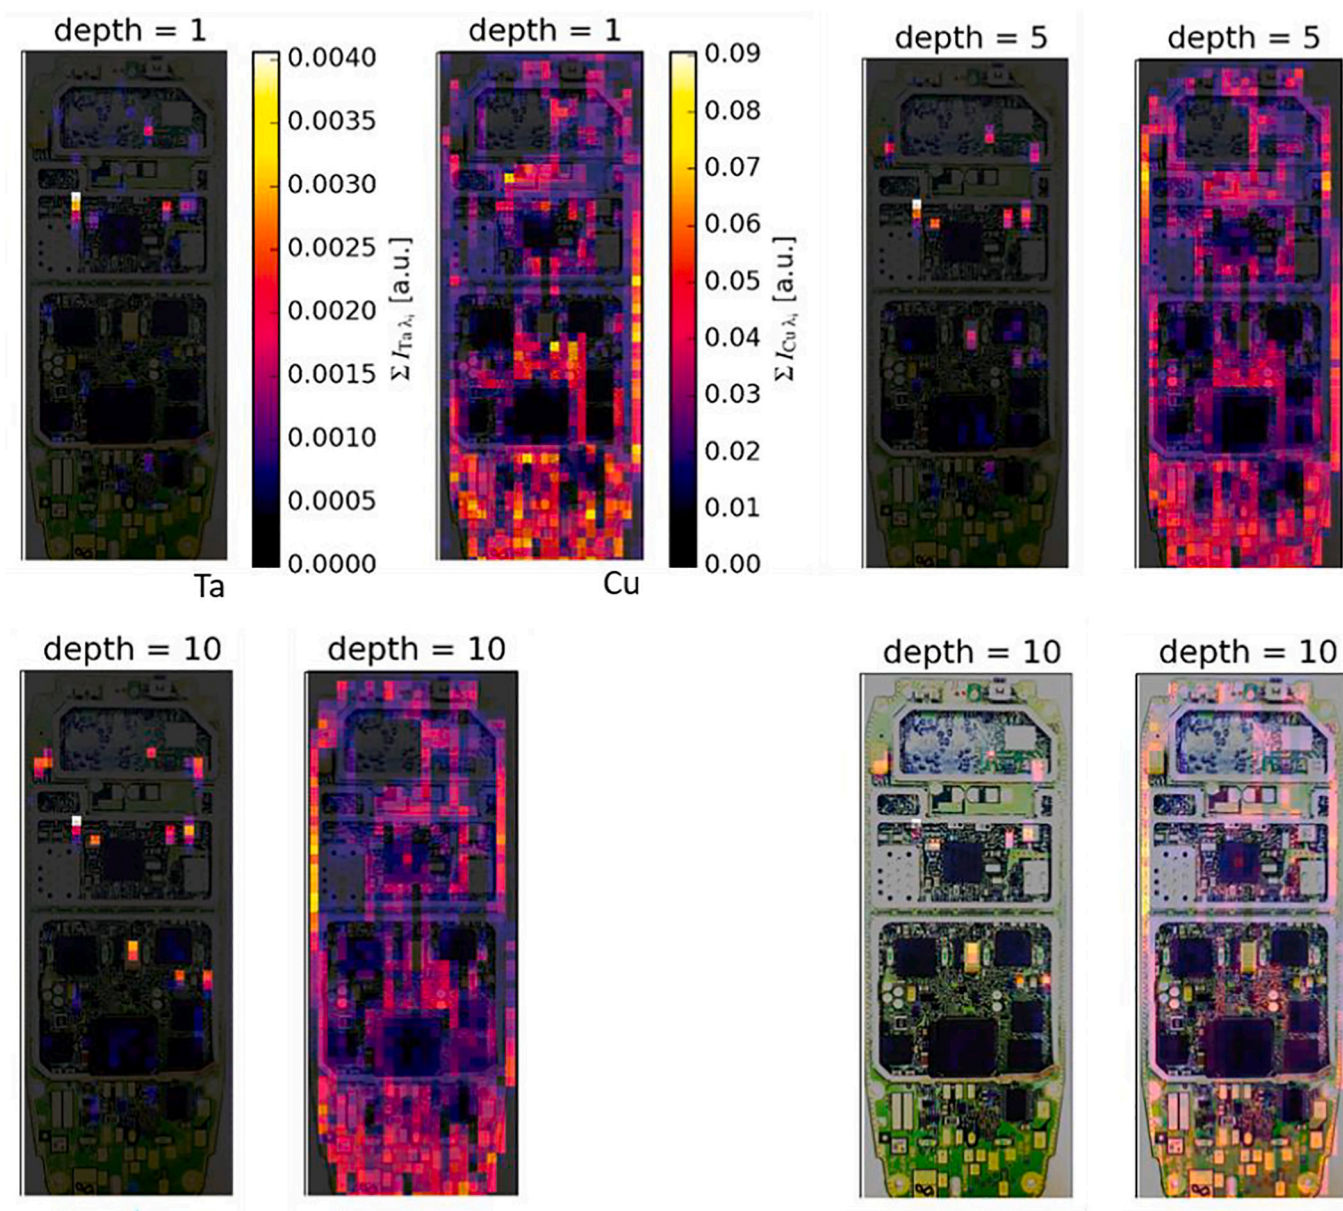 depth = 1
depth = 1
depth = 5
depth = 5
0.0040
0.0035
0.0030
0.0025
0.0020
0.0015
0.0010
0.0005
0.0000
Σ I Ta λi [a.u.]
0.09
0.08
0.07
0.06
0.05
0.04
0.03
0.02
0.01
0.00
Σ I Cu λi [a.u.]
Ta
Cu
depth = 10
depth = 10
depth = 10
depth = 10